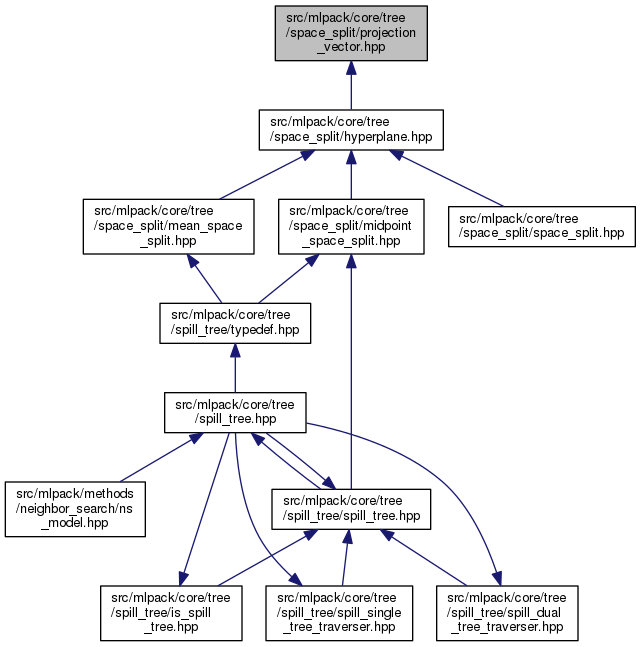 src/mlpack/core/tree
/space_split/projection
_vector.hpp
src/mlpack/core/tree
/space_split/hyperplane.hpp
src/mlpack/core/tree
/space_split/mean_space
_split.hpp
src/mlpack/core/tree
/space_split/midpoint
_space_split.hpp
src/mlpack/core/tree
/space_split/space_split.hpp
src/mlpack/core/tree
/spill_tree/typedef.hpp
src/mlpack/core/tree
/spill_tree.hpp
src/mlpack/methods
/neighbor_search/ns
_model.hpp
src/mlpack/core/tree
/spill_tree/spill_tree.hpp
src/mlpack/core/tree
/spill_tree/is_spill
_tree.hpp
src/mlpack/core/tree
/spill_tree/spill_single
_tree_traverser.hpp
src/mlpack/core/tree
/spill_tree/spill_dual
_tree_traverser.hpp